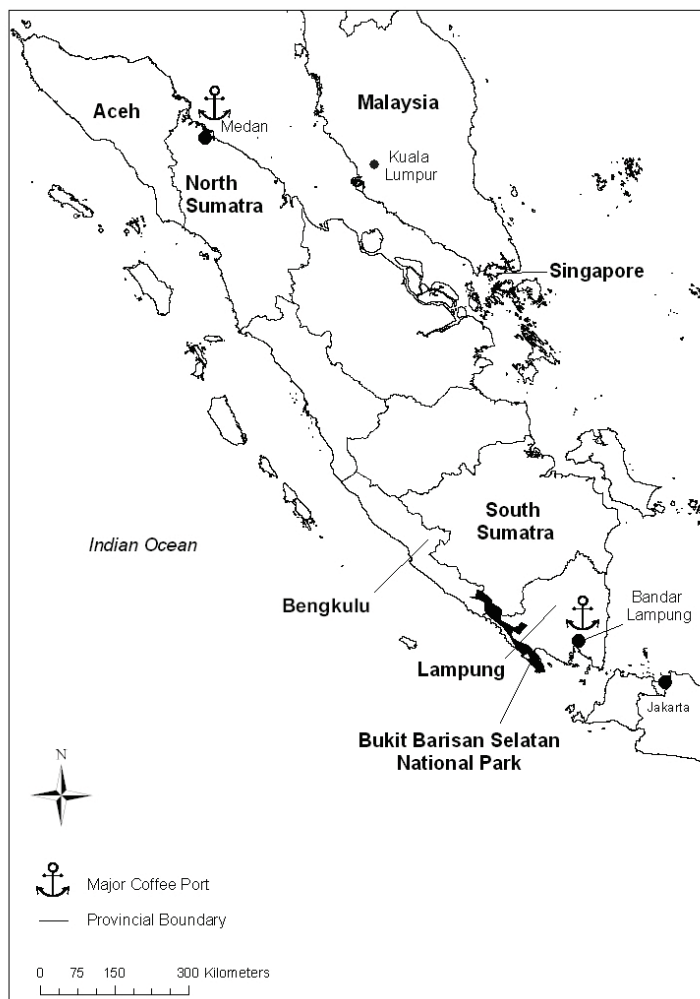 Aceh
Medan
North
Sumatra
Malaysia
Kuala
Lumpur
Singapore
South
Sumatra
Indian Ocean
Bengkulu
Bandar
Lampung
Lampung
Jakarta
Bukit Barisan Selatan
National Park
N
Major Coffee Port
Provincial Boundary
0 75 150 300 Kilometers